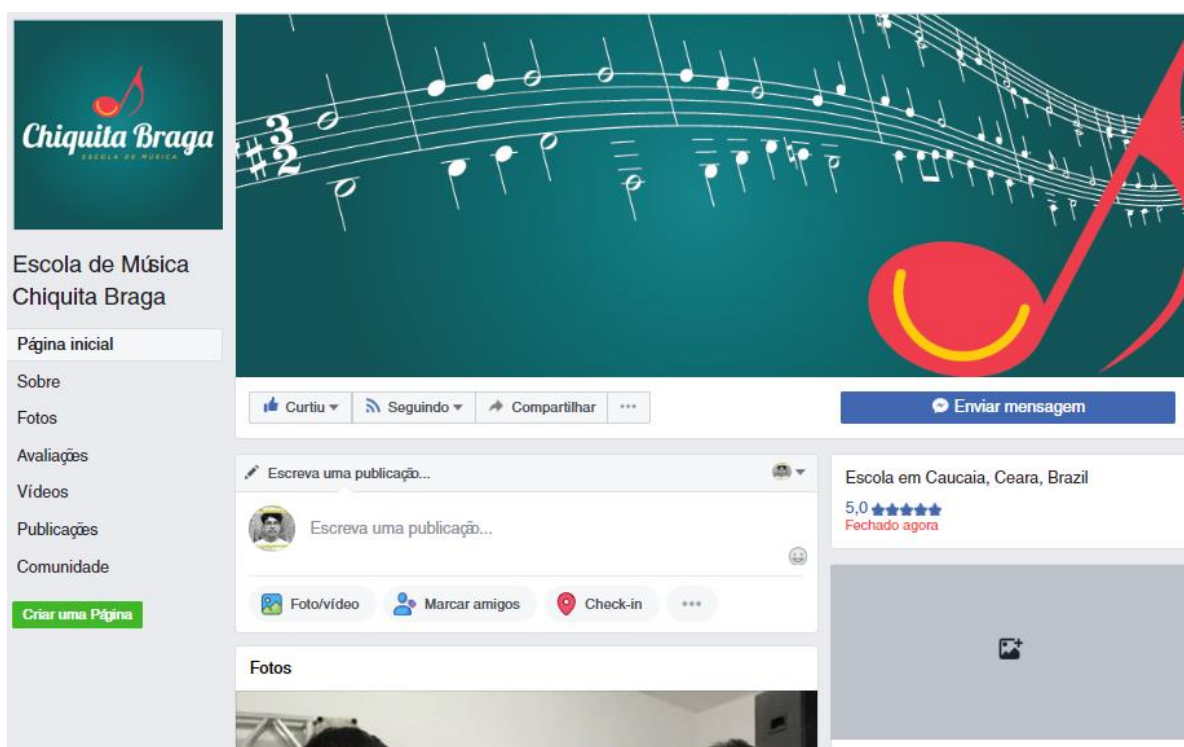 Chiquita Braga
ESCOLA DE MÚSICA
Escola de Música
Chiquita Braga
Página inicial
Sobre
Fotos
Avaliações
Vídeos
Publicações
Comunidade
Criar uma Página
3
2
Curtiu
Seguindo
Compartilhar
Enviar mensagem
Escreva uma publicação...
Escreva uma publicação...
Foto/vídeo
Marcar amigos
Check-in
Fotos
Escola em Caucaia, Ceara, Brazil
5,0
Fechado agora